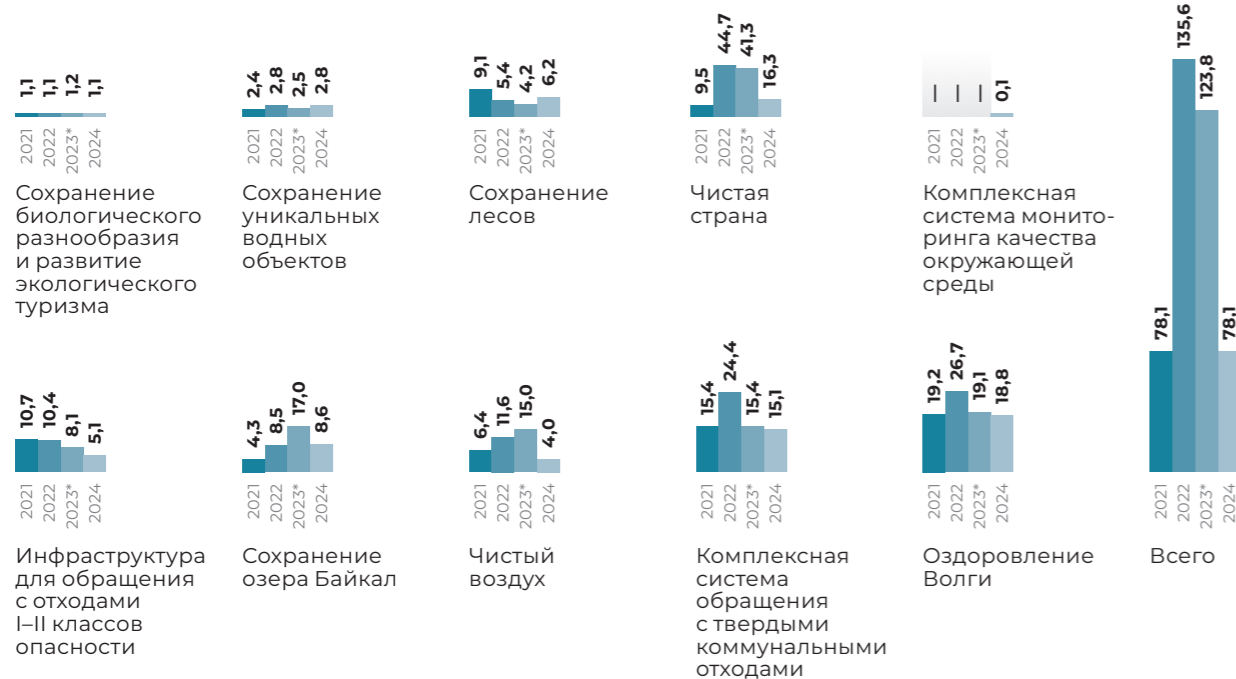 1,1 1,1 1,2 1,1
2021 2022 2023* 2024
Сохранение
биологического
разнообразия
и развитие
экологического
туризма
2,4 2,8 2,5 2,8
2021 2022 2023* 2024
Сохранение
уникальных
водных
объектов
9,1 5,4 4,2 6,2
2021 2022 2023* 2024
Сохранение
лесов
9,5 44,7 41,3 16,3
2021 2022 2023* 2024
Чистая
страна
— — — 0,1
2021 2022 2023* 2024
Комплексная
система монито-
ринга качества
окружающей
среды
10,7 10,4 8,1 5,1
2021 2022 2023* 2024
Инфраструктура
для обращения
с отходами
I–II классов
опасности
4,3 8,5 17,0 8,6
2021 2022 2023* 2024
Сохранение
озера Байкал
6,4 11,6 15,0 4,0
2021 2022 2023* 2024
Чистый
воздух
15,4 24,4 15,4 15,1
2021 2022 2023* 2024
Комплексная
система
обращения
с твердыми
коммунальными
отходами
19,2 26,7 19,1 18,8
2021 2022 2023* 2024
Оздоровление
Волги
78,1 135,6 123,8 78,1
2021 2022 2023* 2024
Всего